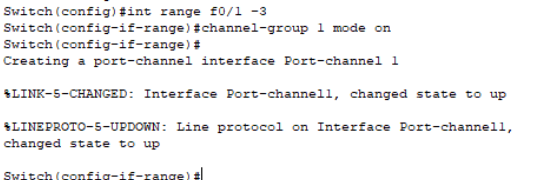 Switch(config)#int range f0/1 -3
Switch(config-if-range)#channel-group 1 mode on
Switch(config-if-range)#
Creating a port-channel interface Port-channel 1
%LINK-5-CHANGED: Interface Port-channel1, changed state to up
%LINEPROTO-5-UPDOWN: Line protocol on Interface Port-channel1,
changed state to up
Switch(config-if-range)#